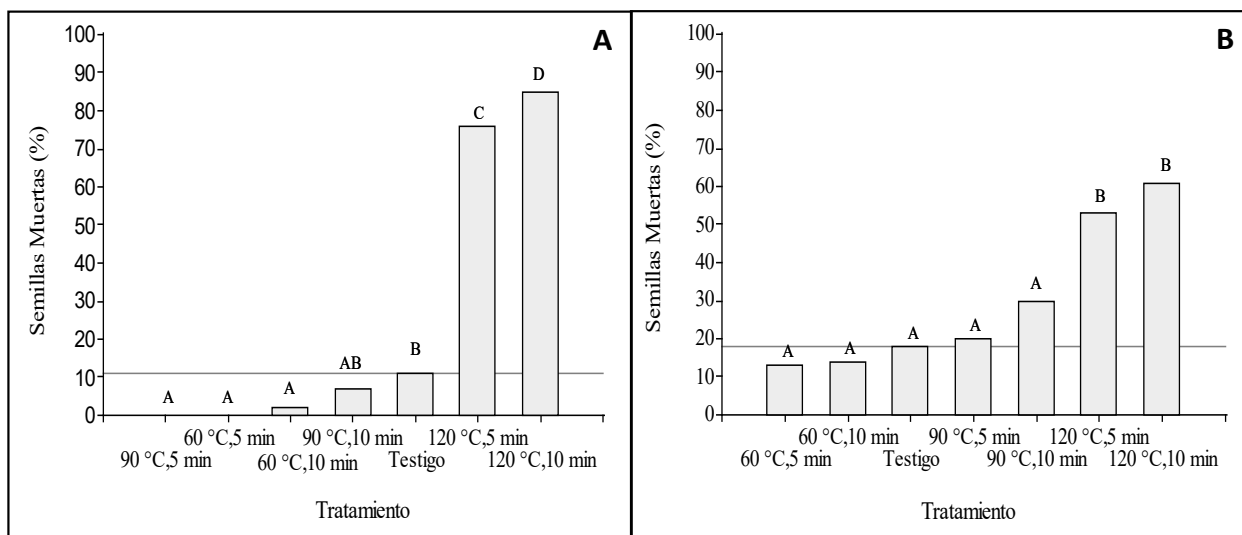 A
100
90
80
70
60
50
40
30
20
10
0
Semillas Muertas (%)
A
A
A
AB
B
C
D
60 °C,5 min 90 °C,10 min 120 °C,5 min
90 °C,5 min 60 °C,10 min Testigo 120 °C,10 min
Tratamiento
B
100
90
80
70
60
50
40
30
20
10
0
Semillas Muertas (%)
A
A
A
A
A
B
B
60 °C,10 min 90 °C,5 min 120 °C,5 min
60 °C,5 min Testigo 90 °C,10 min 120 °C,10 min
Tratamiento